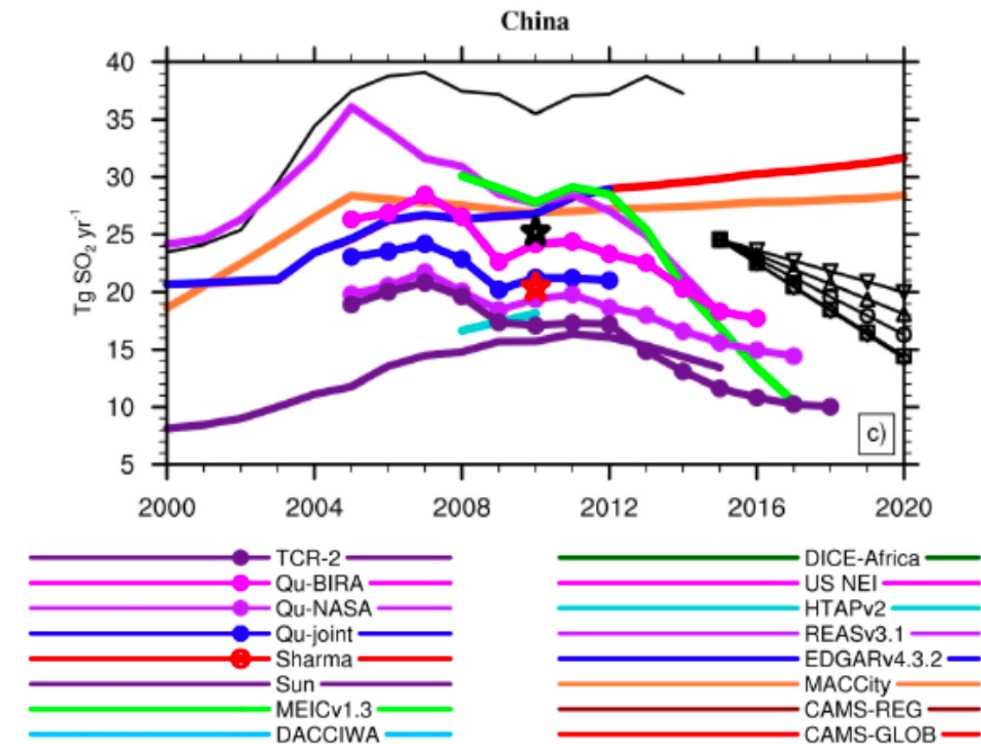 China
Tg SO₂ yr⁻¹
40
35
30
25
20
15
10
5
c)
2000 2004 2008 2012 2016 2020
TCR-2
Qu-BIRA
Qu-NASA
Qu-joint
Sharma
Sun
MEICv1.3
DACCIWA
DICE-Africa
US NEI
HTAPv2
REASv3.1
EDGARv4.3.2
MACCity
CAMS-REG
CAMS-GLOB